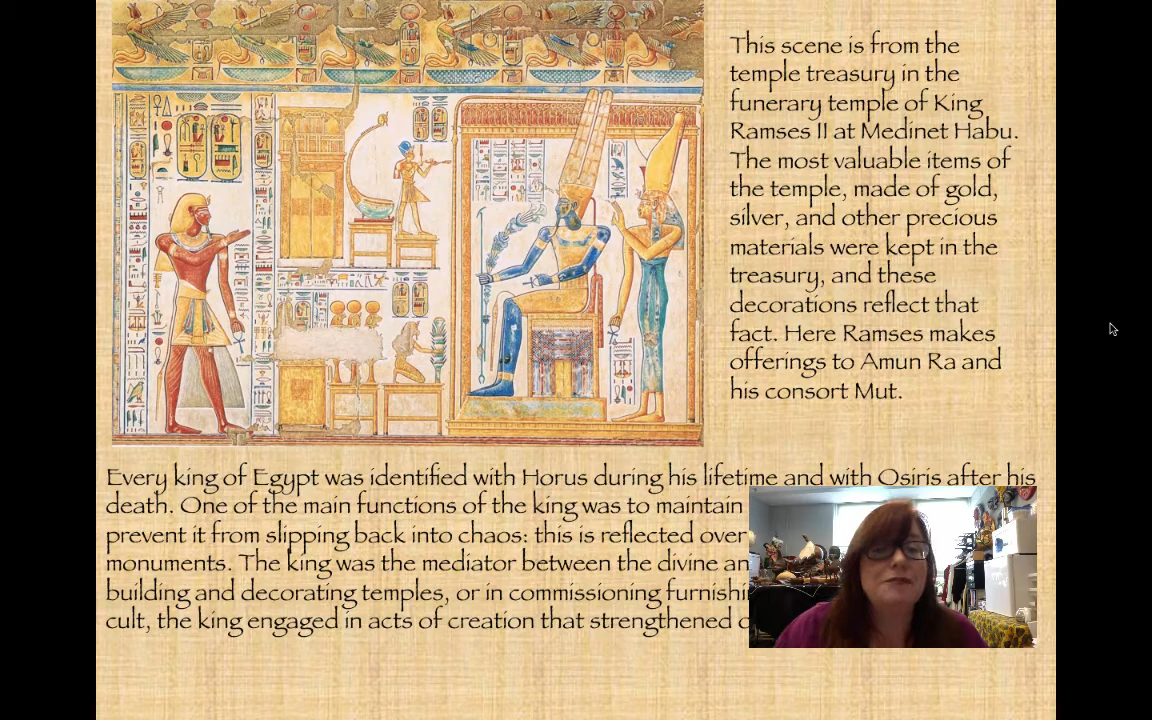 This scene is from the
temple treasury in the
funerary temple of King
Ramses II at Medinet Habu.
The most valuable items of
the temple, made of gold,
silver, and other precious
materials were kept in the
treasury, and these
decorations reflect that
fact. Here Ramses makes
offerings to Amun Ra and
his consort Mut.
Every king of Egypt was identified with Horus during his lifetime and with Osiris after his
death. One of the main functions of the king was to maintain
prevent it from slipping back into chaos: this is reflected over
monuments. The king was the mediator between the divine an
building and decorating temples, or in commissioning furnishi
cult, the king engaged in acts of creation that strengthened